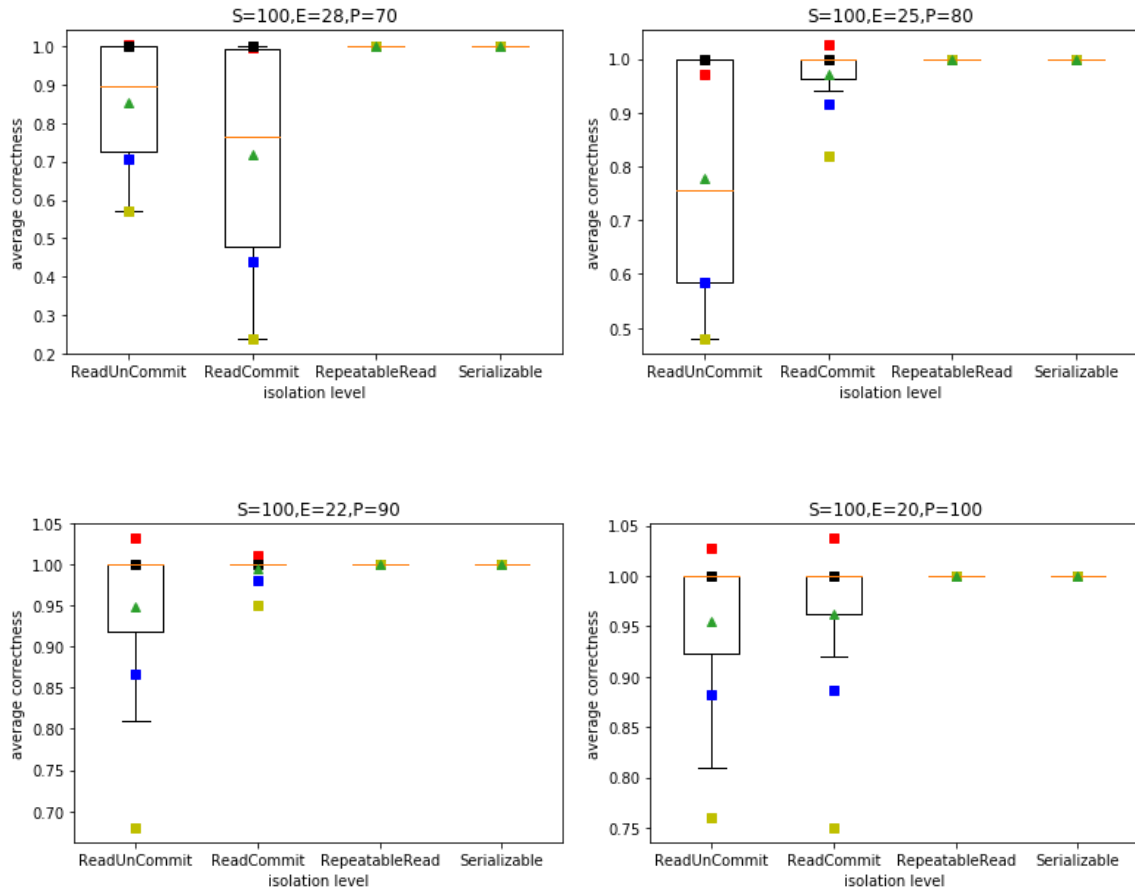 S=100,E=28,P=70
1.0
0.9
0.8
0.7
0.6
0.5
0.4
0.3
0.2
average correctness
ReadUnCommit ReadCommit RepeatableRead Serializable
isolation level
S=100,E=25,P=80
1.0
0.9
0.8
0.7
0.6
0.5
average correctness
ReadUnCommit ReadCommit RepeatableRead Serializable
isolation level
S=100,E=22,P=90
1.05
1.00
0.95
0.90
0.85
0.80
0.75
0.70
average correctness
ReadUnCommit ReadCommit RepeatableRead Serializable
isolation level
S=100,E=20,P=100
1.05
1.00
0.95
0.90
0.85
0.80
0.75
average correctness
ReadUnCommit ReadCommit RepeatableRead Serializable
isolation level